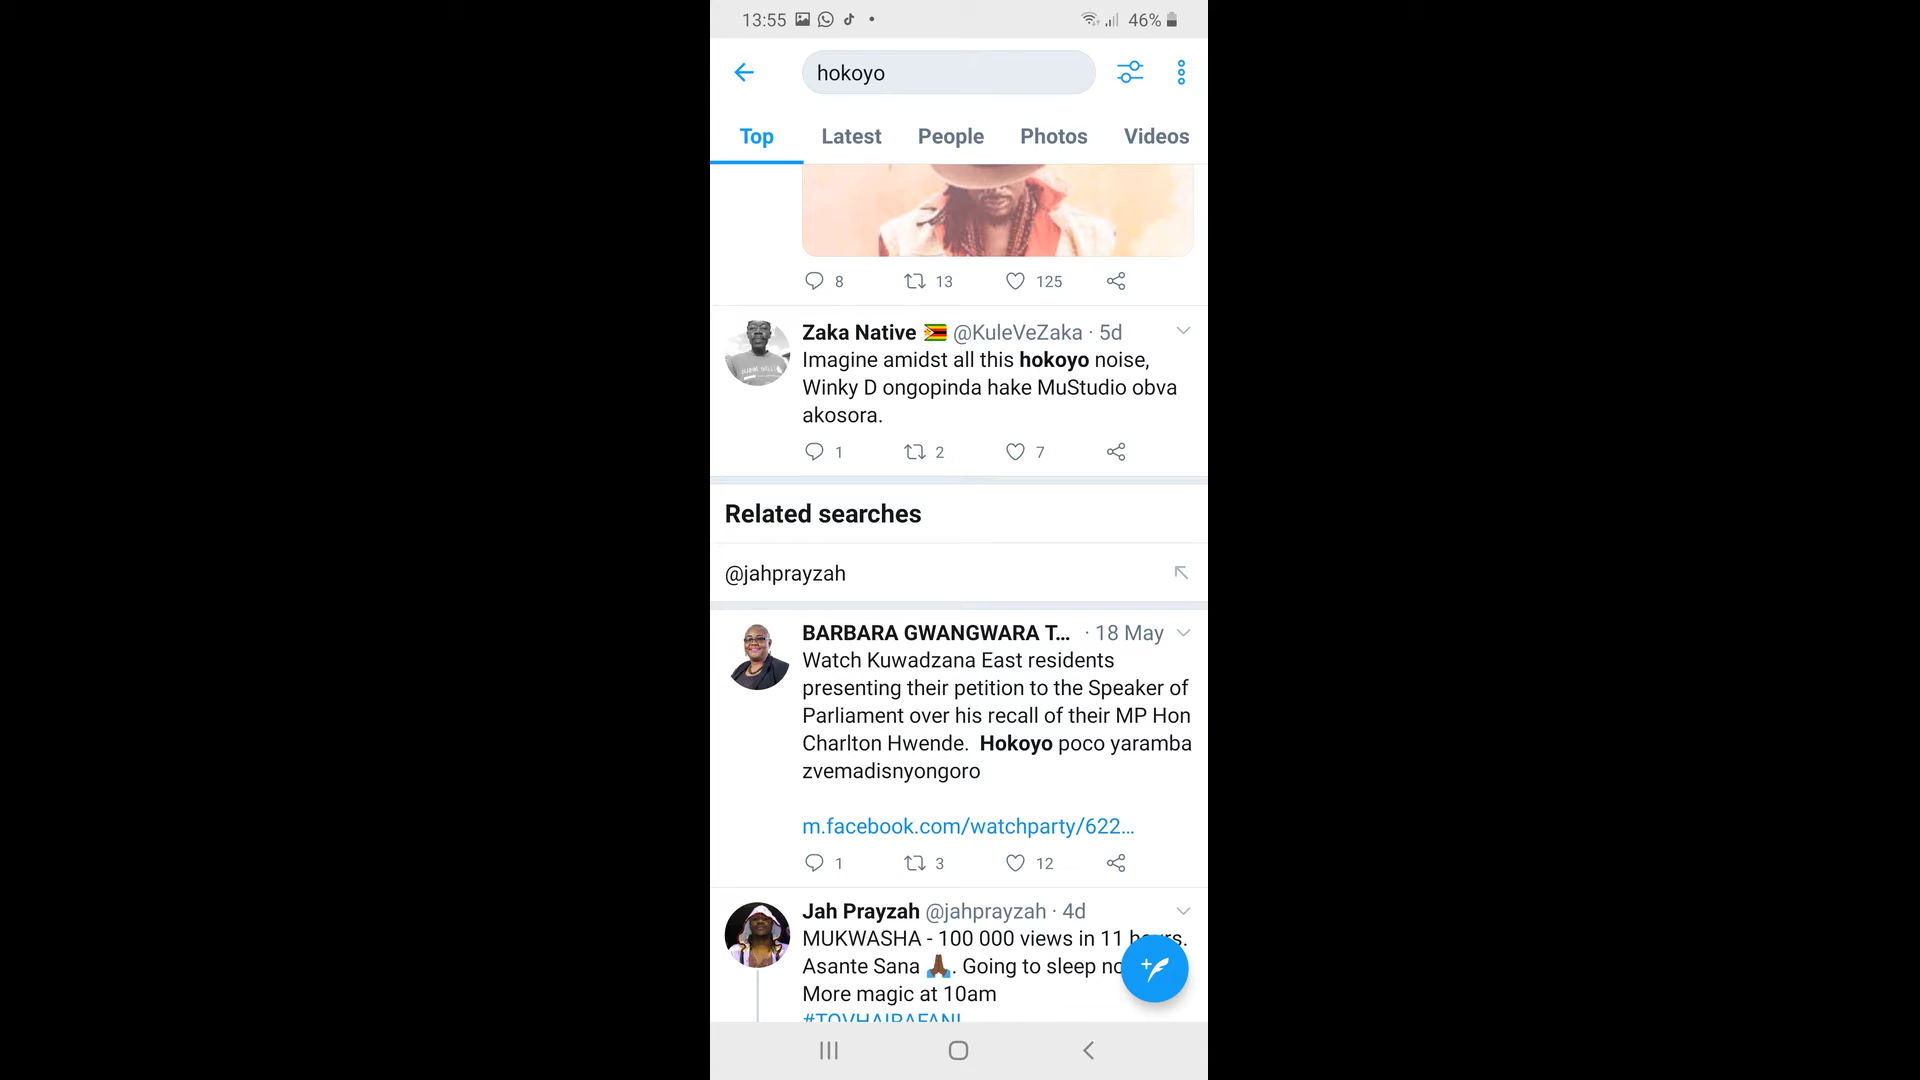 13:55 46%
hokoyo
Top Latest People Photos Videos
8 13 125
Zaka Native 🇿🇼 @KuleVeZaka · 5d
Imagine amidst all this hokoyo noise,
Winky D ongopinda hake MuStudio obva
akosora.
1 2 7
Related searches
@jahprayzah
BARBARA GWANGWARA T... · 18 May
Watch Kuwadzana East residents
presenting their petition to the Speaker of
Parliament over his recall of their MP Hon
Charlton Hwende. Hokoyo poco yaramba
zvemadisnyongoro
m.facebook.com/watchparty/622...
1 3 12
Jah Prayzah @jahprayzah · 4d
MUKWASHA - 100 000 views in 11 hours.
Asante Sana 🙏🏾. Going to sleep
More magic at 10am